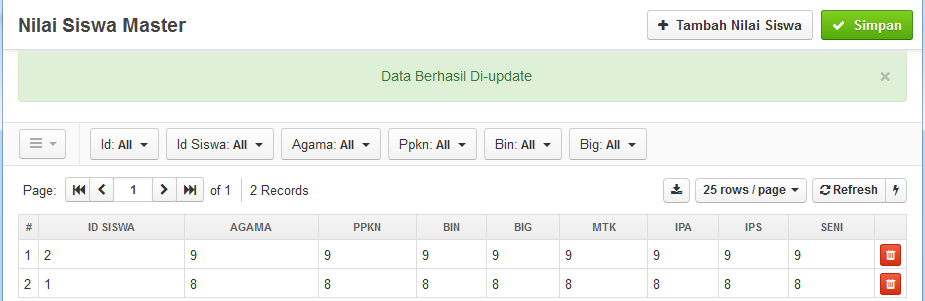 Nilai Siswa Master
Tambah Nilai Siswa Simpan
Data Berhasil Di-update ×
Id: All Id Siswa: All Agama: All Ppkn: All Bin: All Big: All
Page: 1 of 1 2 Records 25 rows / page Refresh
# ID SISWA AGAMA PPKN BIN BIG MTK IPA IPS SENI
1 2 9 9 9 9 9 9 9 9
2 1 8 8 8 8 8 8 8 8